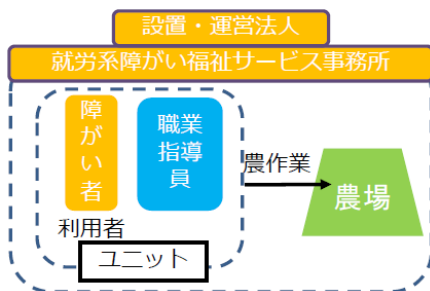 設置・運営法人
就労系障がい福祉サービス事務所
障がい者
職業
指導
員
農作業
農場
利用者
ユニット